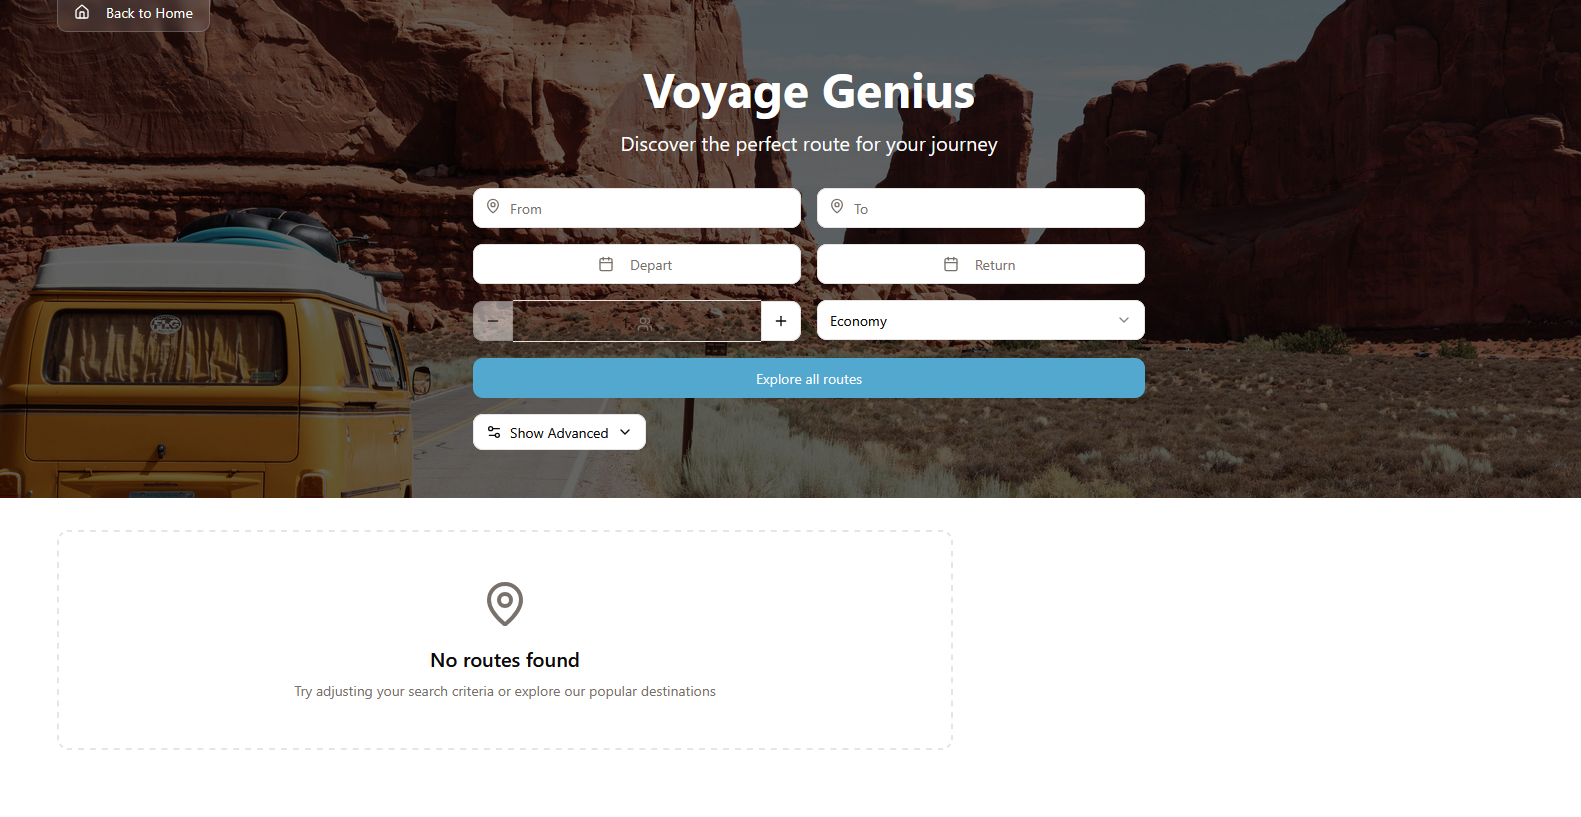 Back to Home
Voyage Genius
Discover the perfect route for your journey
From
To
Depart
Return
1
Economy
Explore all routes
Show Advanced
No routes found
Try adjusting your search criteria or explore our popular destinations